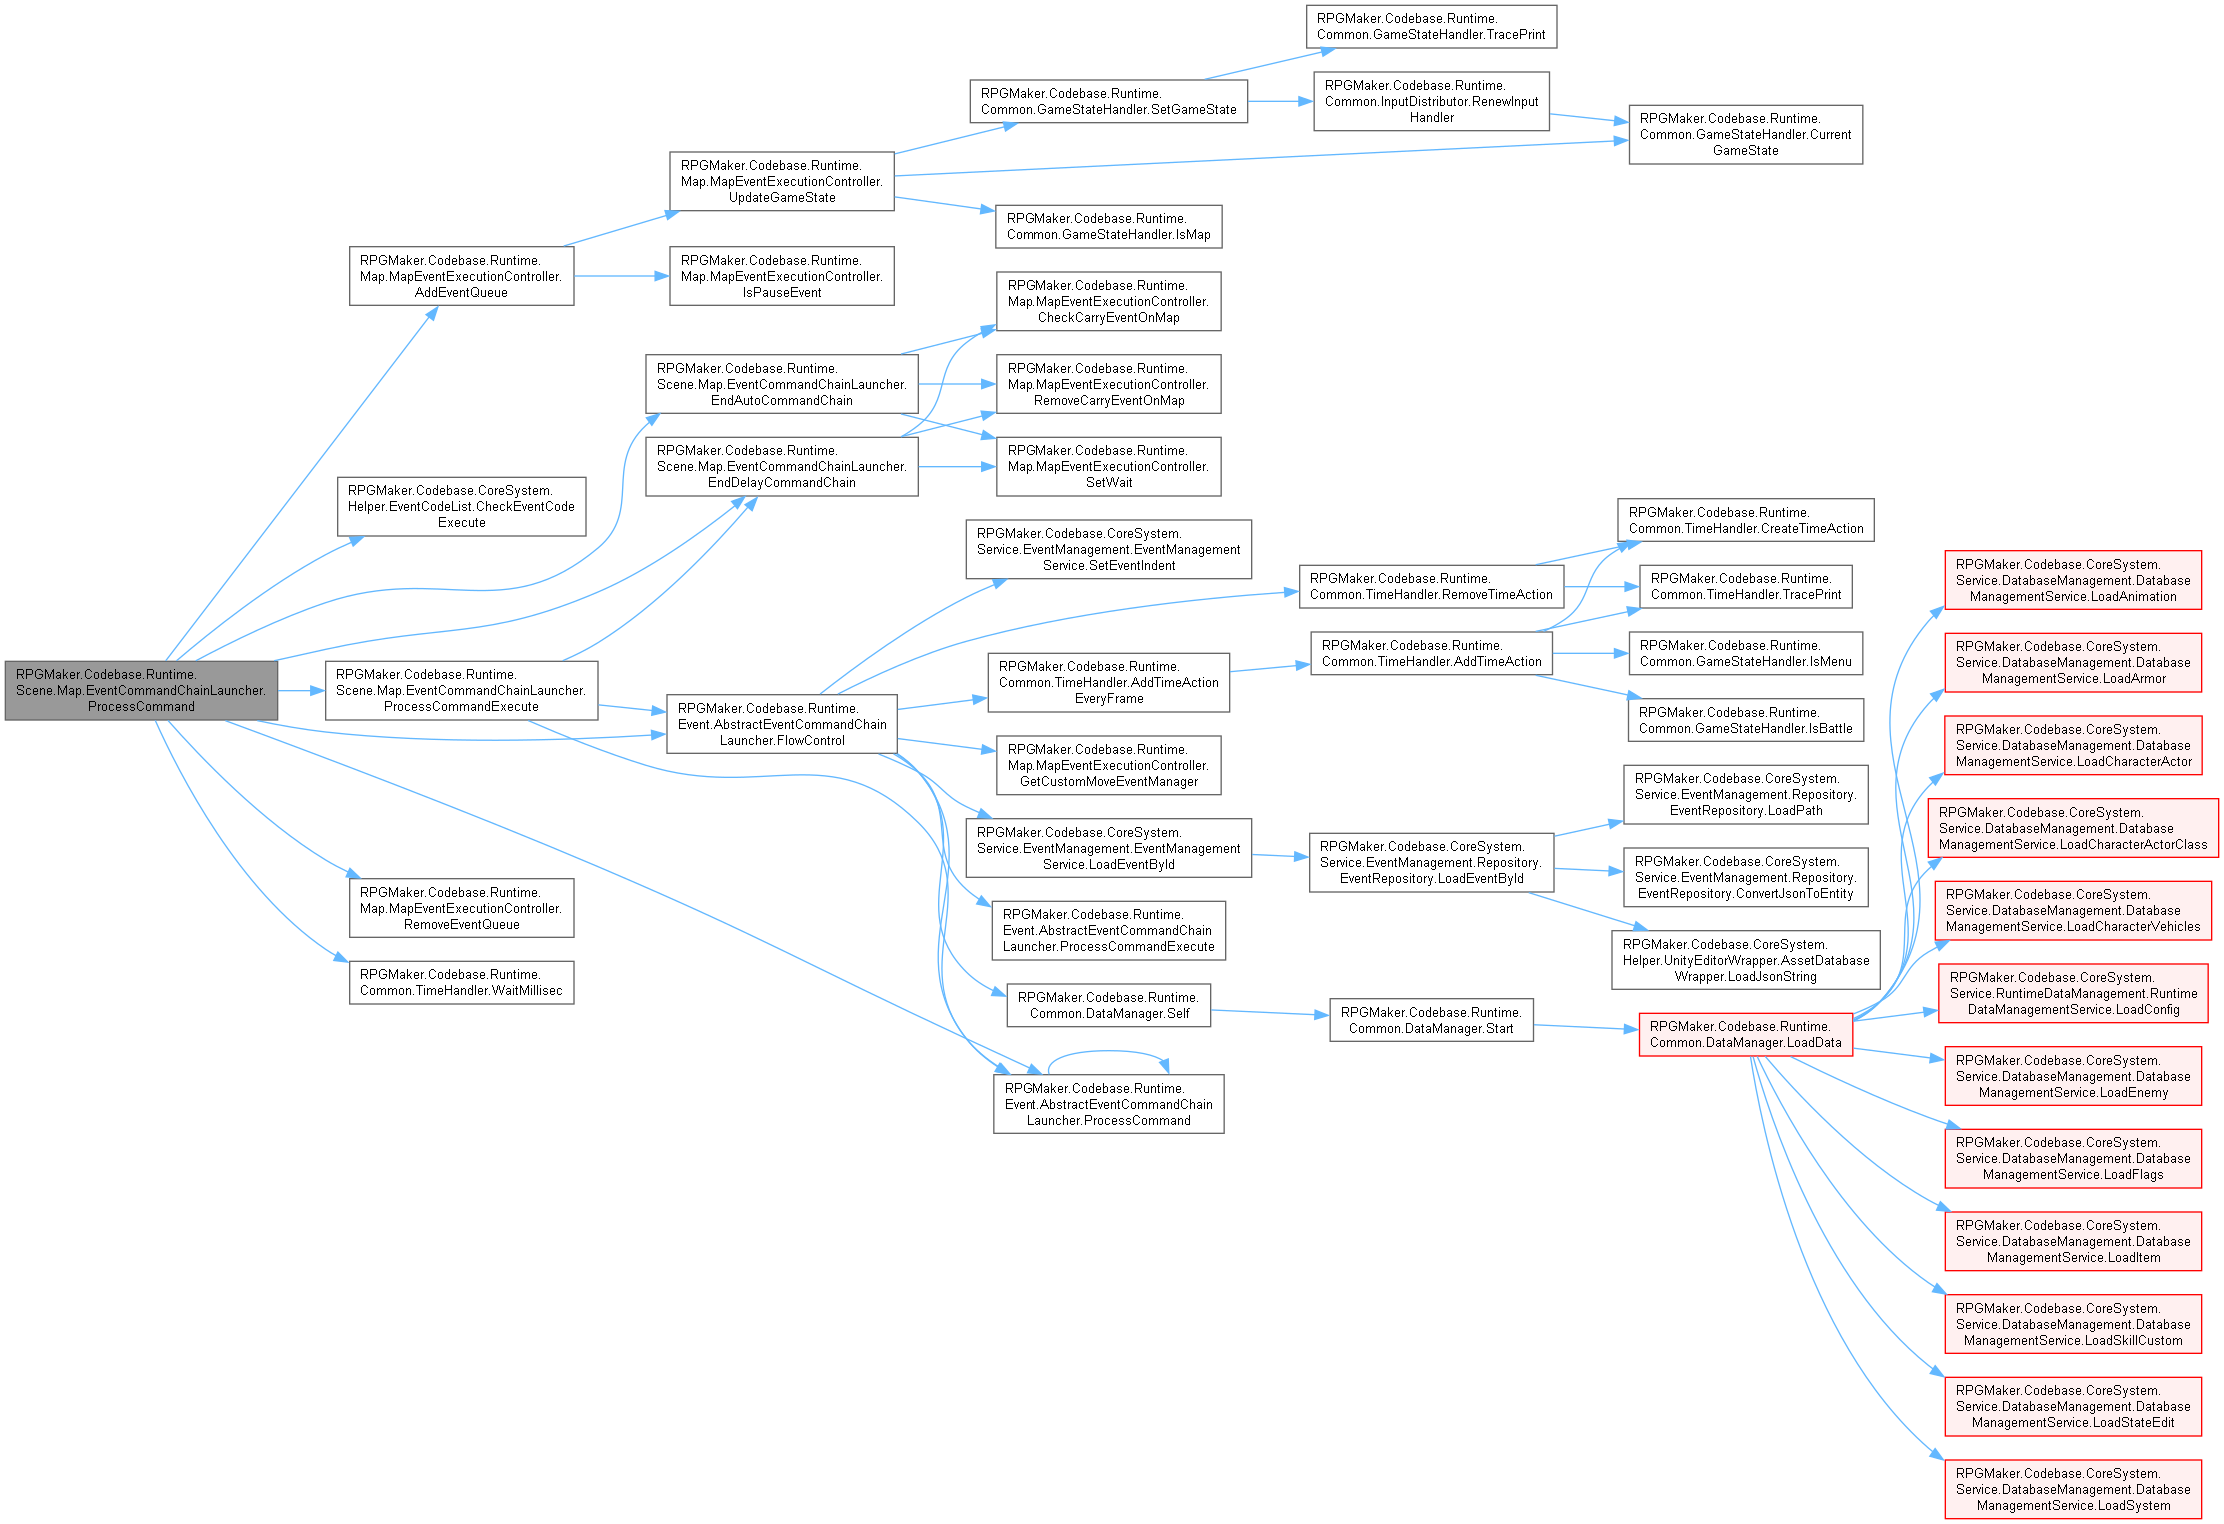 RPGMaker.Codebase.Runtime.
Scene.Map.EventCommandChainLauncher.
ProcessCommand
RPGMaker.Codebase.Runtime.
Map.MapEventExecutionController.
AddEventQueue
RPGMaker.Codebase.CoreSystem.
Helper.EventCodeList.CheckEventCode
Execute
RPGMaker.Codebase.Runtime.
Scene.Map.EventCommandChainLauncher.
ProcessCommandExecute
RPGMaker.Codebase.Runtime.
Map.MapEventExecutionController.
RemoveEventQueue
RPGMaker.Codebase.Runtime.
Common.TimeHandler.WaitMillisec
RPGMaker.Codebase.Runtime.
Map.MapEventExecutionController.
UpdateGameState
RPGMaker.Codebase.Runtime.
Map.MapEventExecutionController.
IsPauseEvent
RPGMaker.Codebase.Runtime.
Scene.Map.EventCommandChainLauncher.
EndAutoCommandChain
RPGMaker.Codebase.Runtime.
Scene.Map.EventCommandChainLauncher.
EndDelayCommandChain
RPGMaker.Codebase.Runtime.
Event.AbstractEventCommandChain
Launcher.FlowControl
RPGMaker.Codebase.Runtime.
Common.GameStateHandler.SetGameState
RPGMaker.Codebase.Runtime.
Common.GameStateHandler.IsMap
RPGMaker.Codebase.Runtime.
Map.MapEventExecutionController.
CheckCarryEventOnMap
RPGMaker.Codebase.Runtime.
Map.MapEventExecutionController.
RemoveCarryEventOnMap
RPGMaker.Codebase.Runtime.
Map.MapEventExecutionController.
SetWait
RPGMaker.Codebase.CoreSystem.
Service.EventManagement.EventManagement
Service.SetEventIndent
RPGMaker.Codebase.Runtime.
Common.TimeHandler.AddTimeAction
EveryFrame
RPGMaker.Codebase.Runtime.
Map.MapEventExecutionController.
GetCustomMoveEventManager
RPGMaker.Codebase.CoreSystem.
Service.EventManagement.EventManagement
Service.LoadEventById
RPGMaker.Codebase.Runtime.
Event.AbstractEventCommandChain
Launcher.ProcessCommandExecute
RPGMaker.Codebase.Runtime.
Common.DataManager.Self
RPGMaker.Codebase.Runtime.
Event.AbstractEventCommandChain
Launcher.ProcessCommand
RPGMaker.Codebase.Runtime.
Common.GameStateHandler.TracePrint
RPGMaker.Codebase.Runtime.
Common.InputDistributor.RenewInput
Handler
RPGMaker.Codebase.Runtime.
Common.TimeHandler.RemoveTimeAction
RPGMaker.Codebase.Runtime.
Common.TimeHandler.AddTimeAction
RPGMaker.Codebase.CoreSystem.
Service.EventManagement.Repository.
EventRepository.LoadEventById
RPGMaker.Codebase.Runtime.
Common.DataManager.Start
RPGMaker.Codebase.Runtime.
Common.GameStateHandler.Current
GameState
RPGMaker.Codebase.Runtime.
Common.TimeHandler.CreateTimeAction
RPGMaker.Codebase.Runtime.
Common.TimeHandler.TracePrint
RPGMaker.Codebase.Runtime.
Common.GameStateHandler.IsMenu
RPGMaker.Codebase.Runtime.
Common.GameStateHandler.IsBattle
RPGMaker.Codebase.CoreSystem.
Service.EventManagement.Repository.
EventRepository.LoadPath
RPGMaker.Codebase.CoreSystem.
Service.EventManagement.Repository.
EventRepository.ConvertJsonToEntity
RPGMaker.Codebase.CoreSystem.
Helper.UnityEditorWrapper.AssetDatabase
Wrapper.LoadJsonString
RPGMaker.Codebase.Runtime.
Common.DataManager.LoadData
RPGMaker.Codebase.CoreSystem.
Service.DatabaseManagement.Database
ManagementService.LoadAnimation
RPGMaker.Codebase.CoreSystem.
Service.DatabaseManagement.Database
ManagementService.LoadArmor
RPGMaker.Codebase.CoreSystem.
Service.DatabaseManagement.Database
ManagementService.LoadCharacterActor
RPGMaker.Codebase.CoreSystem.
Service.DatabaseManagement.Database
ManagementService.LoadCharacterActorClass
RPGMaker.Codebase.CoreSystem.
Service.DatabaseManagement.Database
ManagementService.LoadCharacterVehicles
RPGMaker.Codebase.CoreSystem.
Service.RuntimeDataManagement.Runtime
DataManagementService.LoadConfig
RPGMaker.Codebase.CoreSystem.
Service.DatabaseManagement.Database
ManagementService.LoadEnemy
RPGMaker.Codebase.CoreSystem.
Service.DatabaseManagement.Database
ManagementService.LoadFlags
RPGMaker.Codebase.CoreSystem.
Service.DatabaseManagement.Database
ManagementService.LoadItem
RPGMaker.Codebase.CoreSystem.
Service.DatabaseManagement.Database
ManagementService.LoadSkillCustom
RPGMaker.Codebase.CoreSystem.
Service.DatabaseManagement.Database
ManagementService.LoadStateEdit
RPGMaker.Codebase.CoreSystem.
Service.DatabaseManagement.Database
ManagementService.LoadSystem